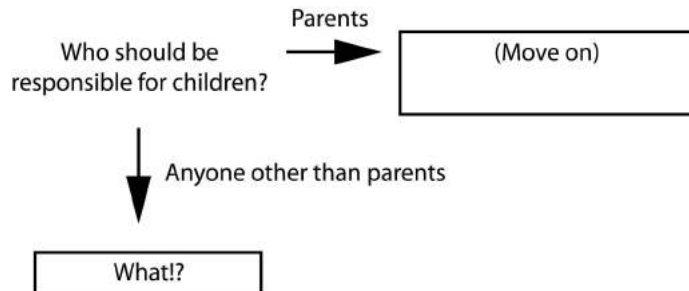 Parents
Who should be
responsible for children?
(Move on)
Anyone other than parents
What!?